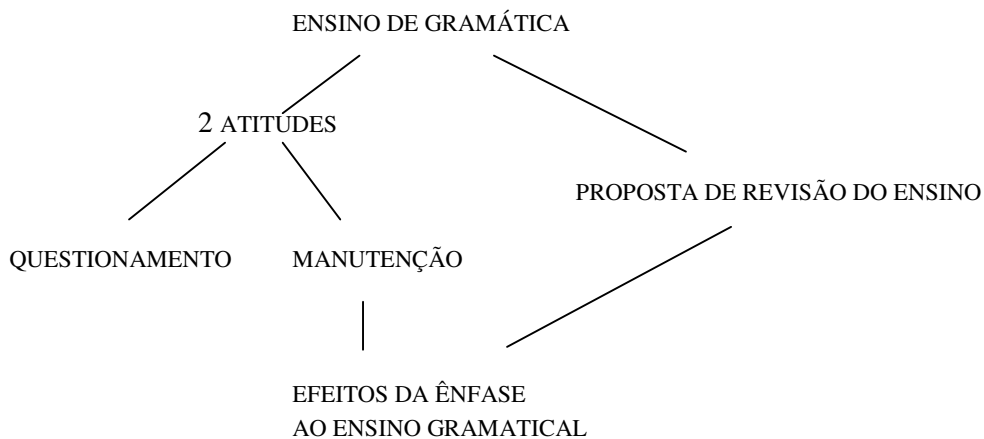 ENSINO DE GRAMÁTICA
2 ATITUDES
PROPOSTA DE REVISÃO DO ENSINO
QUESTIONAMENTO
MANUTENÇÃO
EFEITOS DA ÊNFASE
AO ENSINO GRAMATICAL